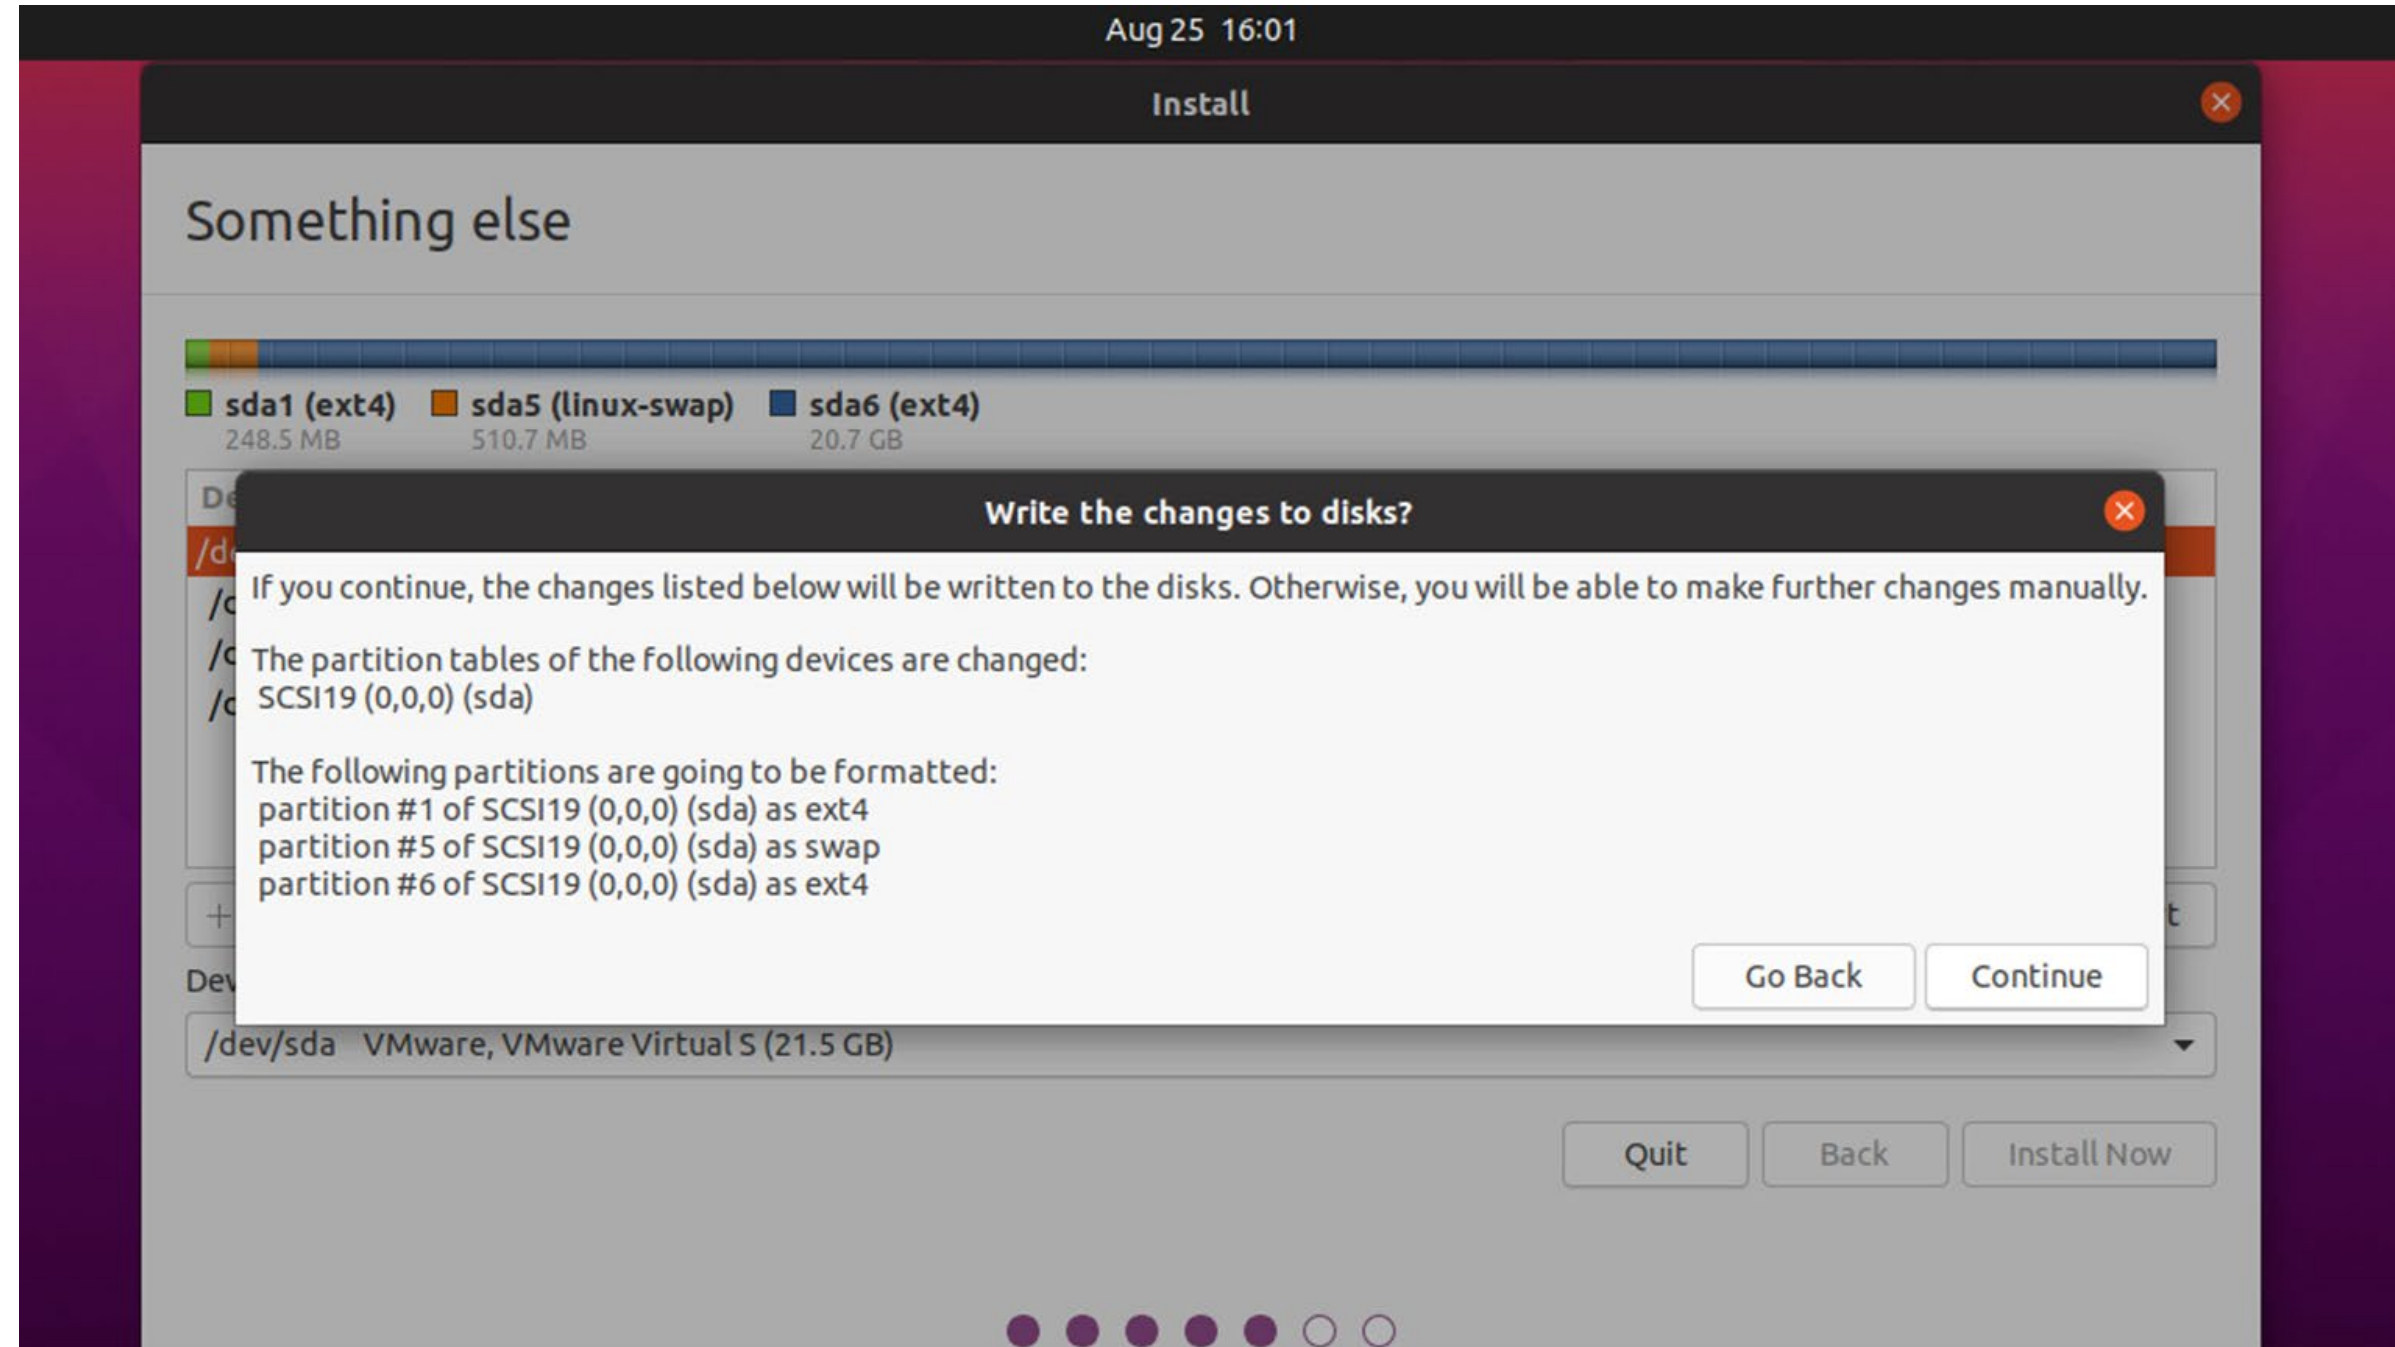 Aug 25 16:01
Install
Something else
sda1 (ext4) sda5 (linux-swap) sda6 (ext4)
248.5 MB 510.7 MB 20.7 GB
Write the changes to disks?
If you continue, the changes listed below will be written to the disks. Otherwise, you will be able to make further changes manually.
The partition tables of the following devices are changed:
SCSI19 (0,0,0) (sda)
The following partitions are going to be formatted:
partition #1 of SCSI19 (0,0,0) (sda) as ext4
partition #5 of SCSI19 (0,0,0) (sda) as swap
partition #6 of SCSI19 (0,0,0) (sda) as ext4
Go Back Continue
/dev/sda VMware, VMware Virtual S (21.5 GB)
Quit Back Install Now